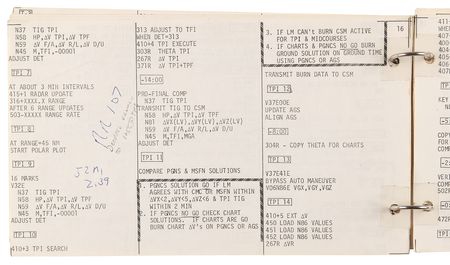 N37 TIG TPI
N58 HP,ΔV TPI,ΔV TPF
N59 ΔV F/A,ΔV R/L,ΔV D/U
N45 M,TFI,-0001
ADJUST DET
TPI 7
AT ABOUT 3 MIN INTERVALS
415+1 RADAR UPDATE
316+XXXX.X RANGE
AFTER 6 RANGE UPDATES
503-XXXX RANGE RATE
TPI 8
AT RANGE=45 NM
START POLAR PLOT
TPI 9
16 MARKS
V32E
N37 TIG TPI
N58 HP,ΔV TPI,ΔV TPF
N59 ΔV F/A,ΔV R/L,ΔV D/U
N45 M,TFI,-0001
ADJUST DET
TPI 10
410+3 TPI SEARCH
313 ADJUST TO TFI
WHEN DET=313
410+4 TPI EXECUTE
303R THETA TPI
267R ΔV TPI
371R ΔV TPI+TPF
-14:00
PRO-FINAL COMP
N37 TIG TPI
TRANSMIT TIG TO CSM
N58 HP,ΔV TPI,ΔV TPF
N81 ΔVX(LV),ΔVY(LV),ΔVZ(LV)
N59 ΔV F/A,ΔV R/L,ΔV D/U
N45 M,TFI,MGA
ADJUST DET
TPI 11
COMPARE PGNS & MSFN SOLUTIONS
1. PGNCS SOLUTION GO IF LM
AGREES WITH CMC OR MSFN WITHIN
ΔVX<2,ΔVY<5,ΔVZ<6 & TPI TIG
WITHIN 2 MIN
2. IF PGNCS NO GO CHECK CHART
SOLUTIONS. IF CHARTS ARE GO
BURN CHART ΔV'S ON PGNCS OR AGS
16
3. IF LM CAN'T BURN CSM ACTIVE
FOR TPI & MIDCOURSES
4. IF CHARTS & PGNCS NO GO BURN
GROUND SOLUTION ON GROUND TIME
USING PGNCS OR AGS
TRANSMIT BURN DATA TO CSM
TPI 12
V37E00E
UPDATE AGS
ALIGN AGS
-8:00
304R - COPY THETA FOR CHARTS
TPI 13
V37E41E
BYPASS AUTO MANEUVER
V06N86E VGX,VGY,VGZ
TPI 14
410+5 EXT ΔV
450 LOAD N86 VALUES
451 LOAD N86 VALUES
452 LOAD N86 VALUES
267R ΔVR